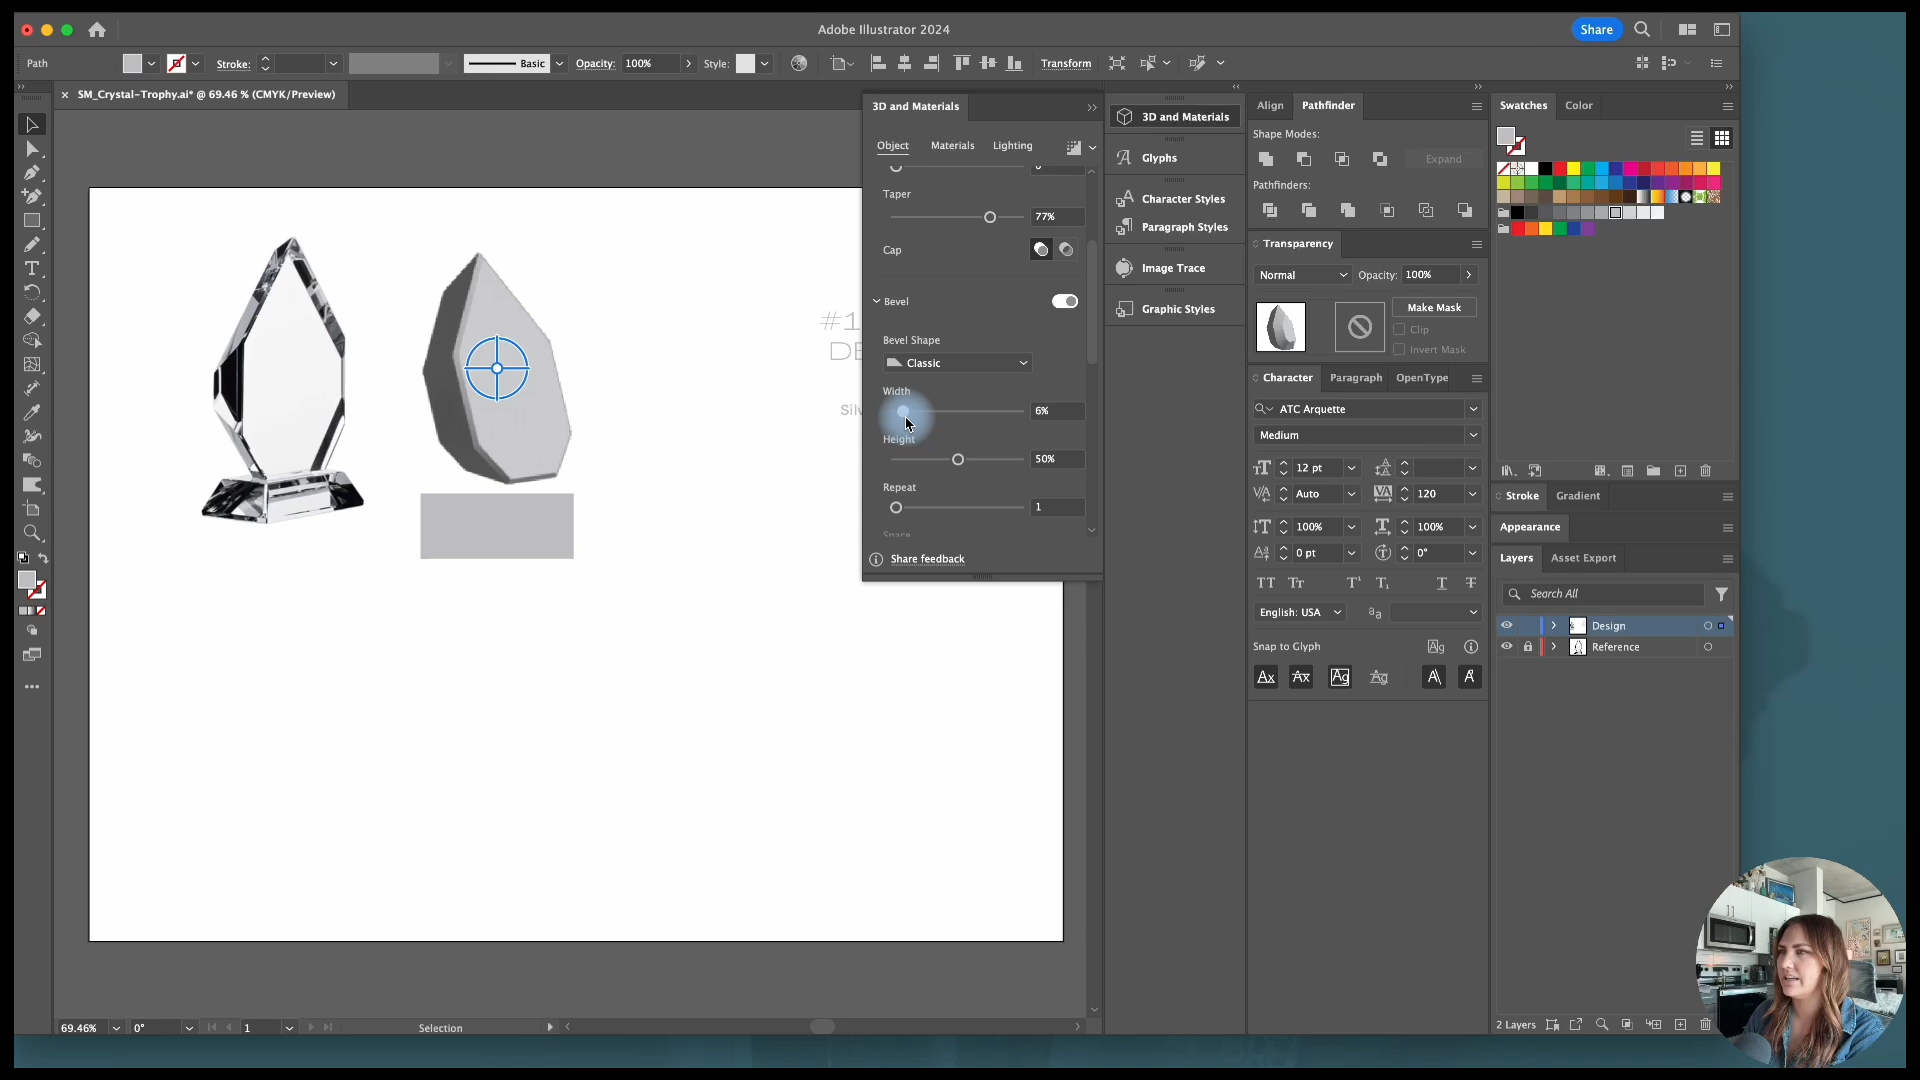 Adobe Illustrator 2024
Share
Path
Stroke:
Basic
Opacity:
100%
Style:
Transform
SM_Crystal-Trophy.ai* @ 69.46 % (CMYK/Preview)
3D and Materials
Object
Materials
Lighting
Taper
77%
Cap
Bevel
Bevel Shape
Classic
Width
6%
Height
50%
Repeat
1
Share feedback
#1
3D and Materials
Glyphs
Character Styles
Paragraph Styles
Image Trace
Graphic Styles
Align
Pathfinder
Shape Modes:
Expand
Pathfinders:
Transparency
Normal
Opacity:
100%
Make Mask
Clip
Invert Mask
Character
Paragraph
OpenType
ATC Arquette
Medium
12 pt
Auto
120
100%
100%
0 pt
0°
English: USA
Snap to Glyph
Swatches
Color
Stroke
Gradient
Appearance
Layers
Asset Export
Search All
Design
Reference
2 Layers
69.46%
0°
1
Selection